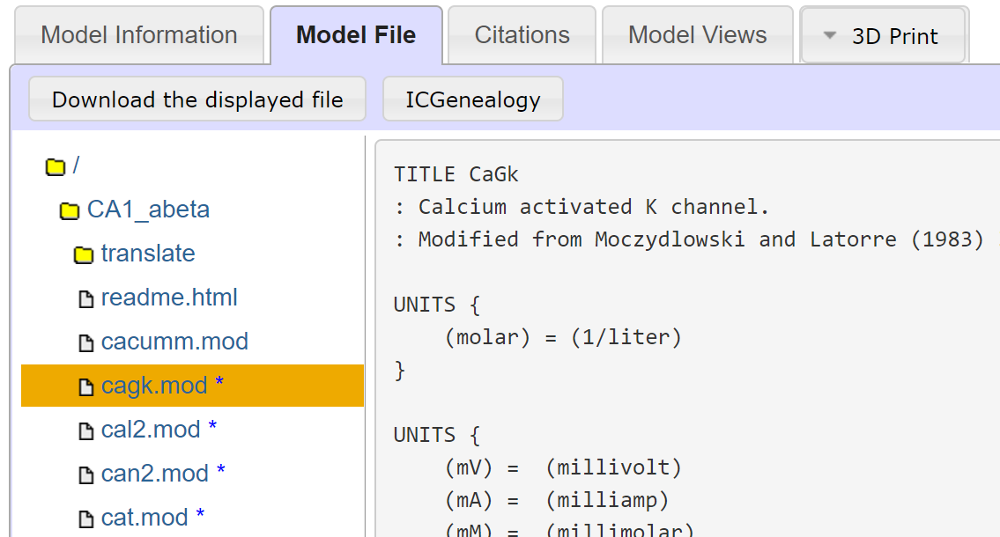 Model Information
Model File
Citations
Model Views
3D Print
Download the displayed file
ICGenealogy
/
CA1_abeta
translate
readme.html
cacumm.mod
cagk.mod *
cal2.mod *
can2.mod *
cat.mod *
TITLE CaGk
: Calcium activated K channel.
: Modified from Moczydlowski and Latorre (1983)
UNITS {
(molar) = (1/liter)
}
UNITS {
(mV) = (millivolt)
(mA) = (milliamp)
(mM) = (millimolar)